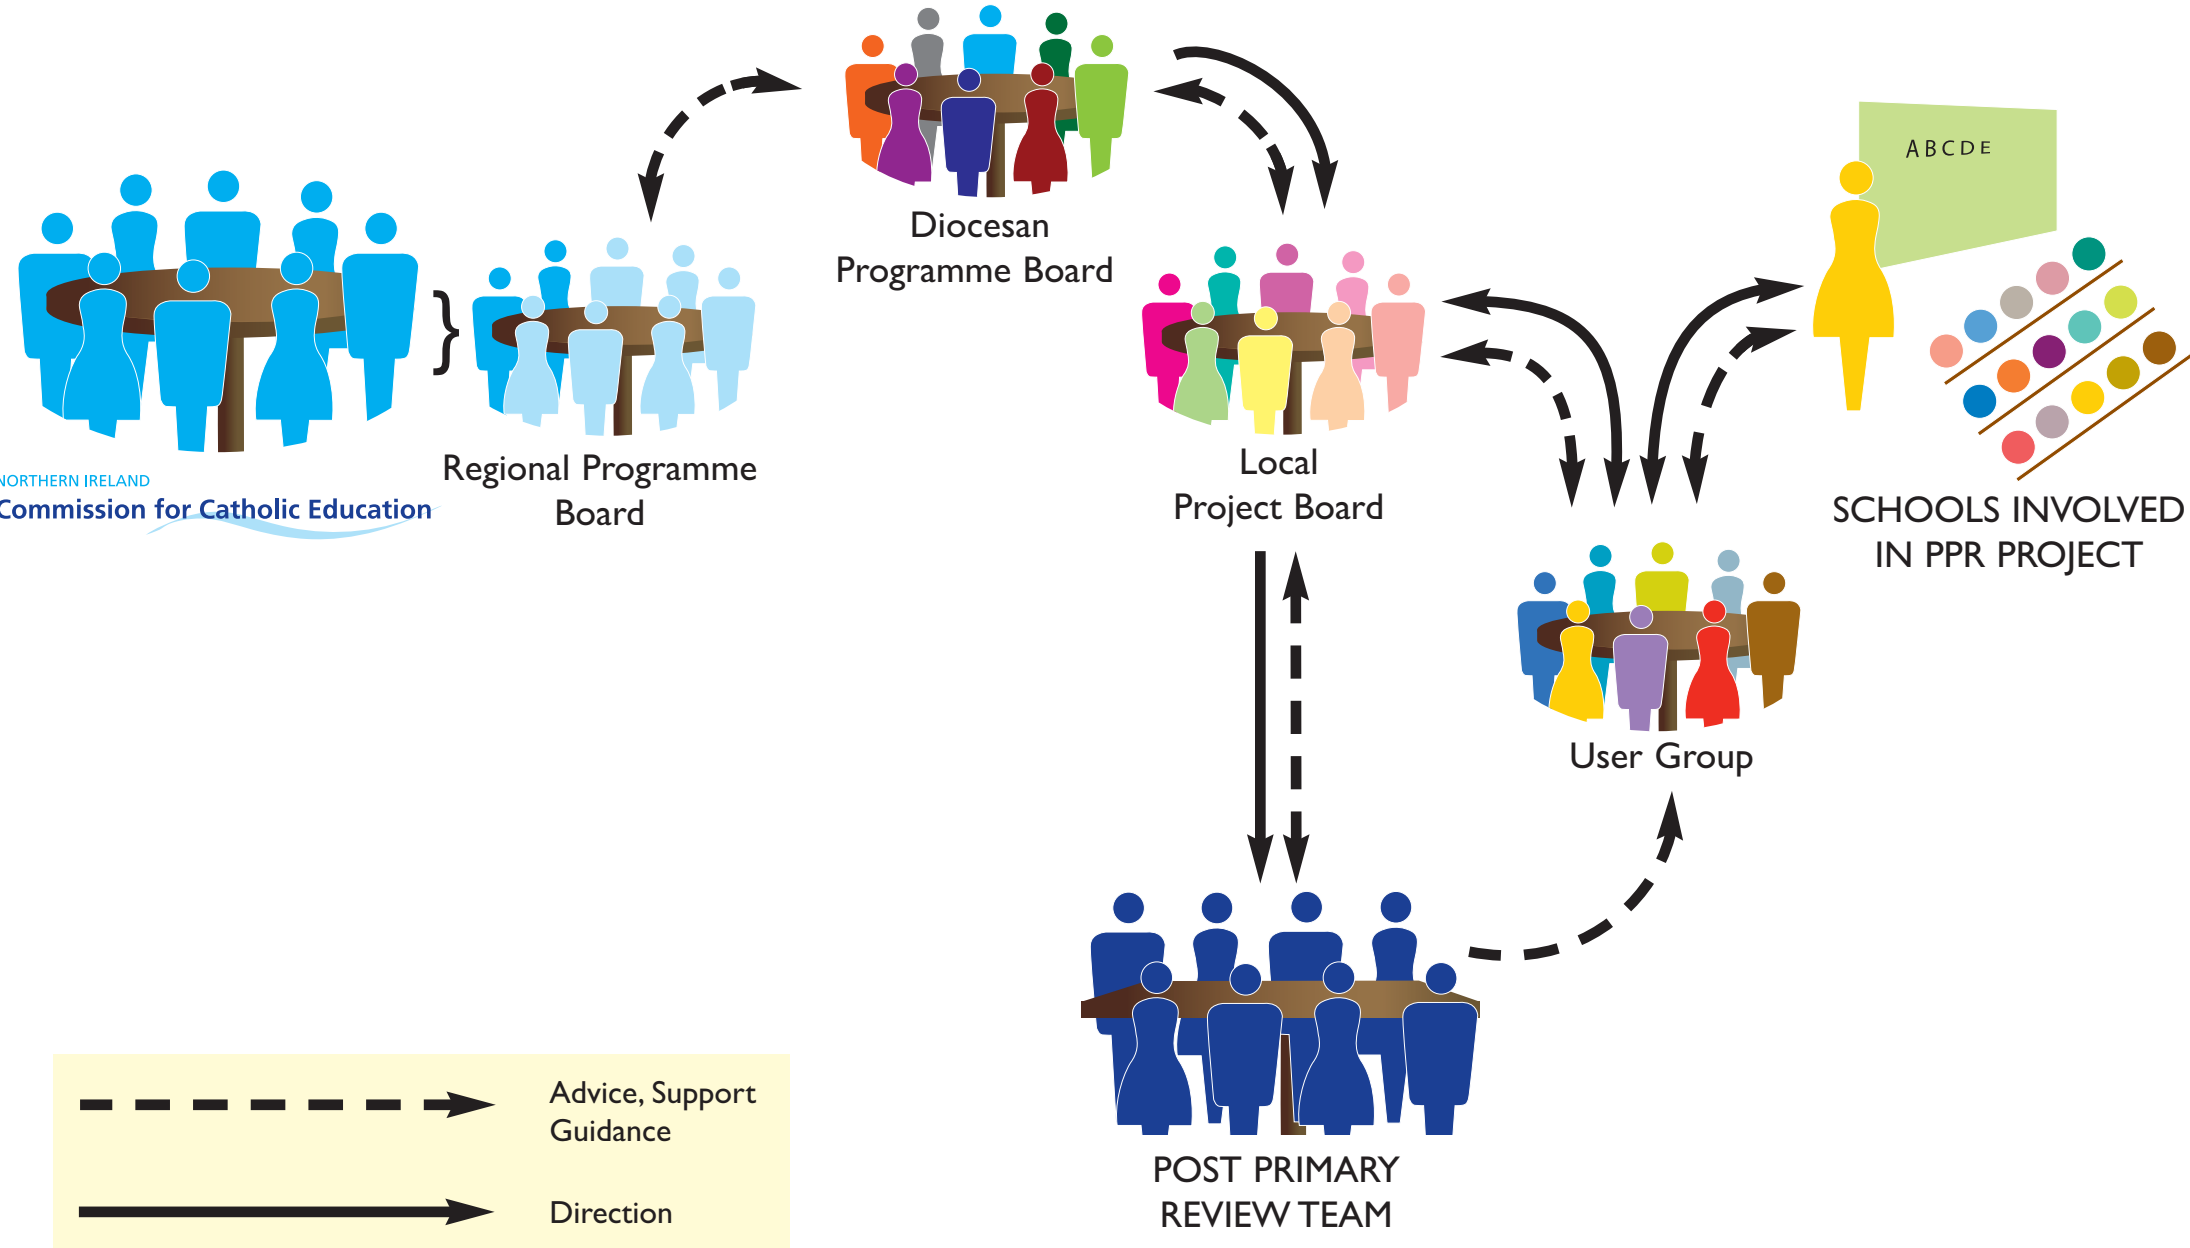 Diocesan
Programme Board
ABCDE
NORTHERN IRELAND
Commission for Catholic Education
}
Regional Programme
Board
Local
Project Board
SCHOOLS INVOLVED
IN PPR PROJECT
User Group
POST PRIMARY
REVIEW TEAM
Advice, Support
Guidance
Direction